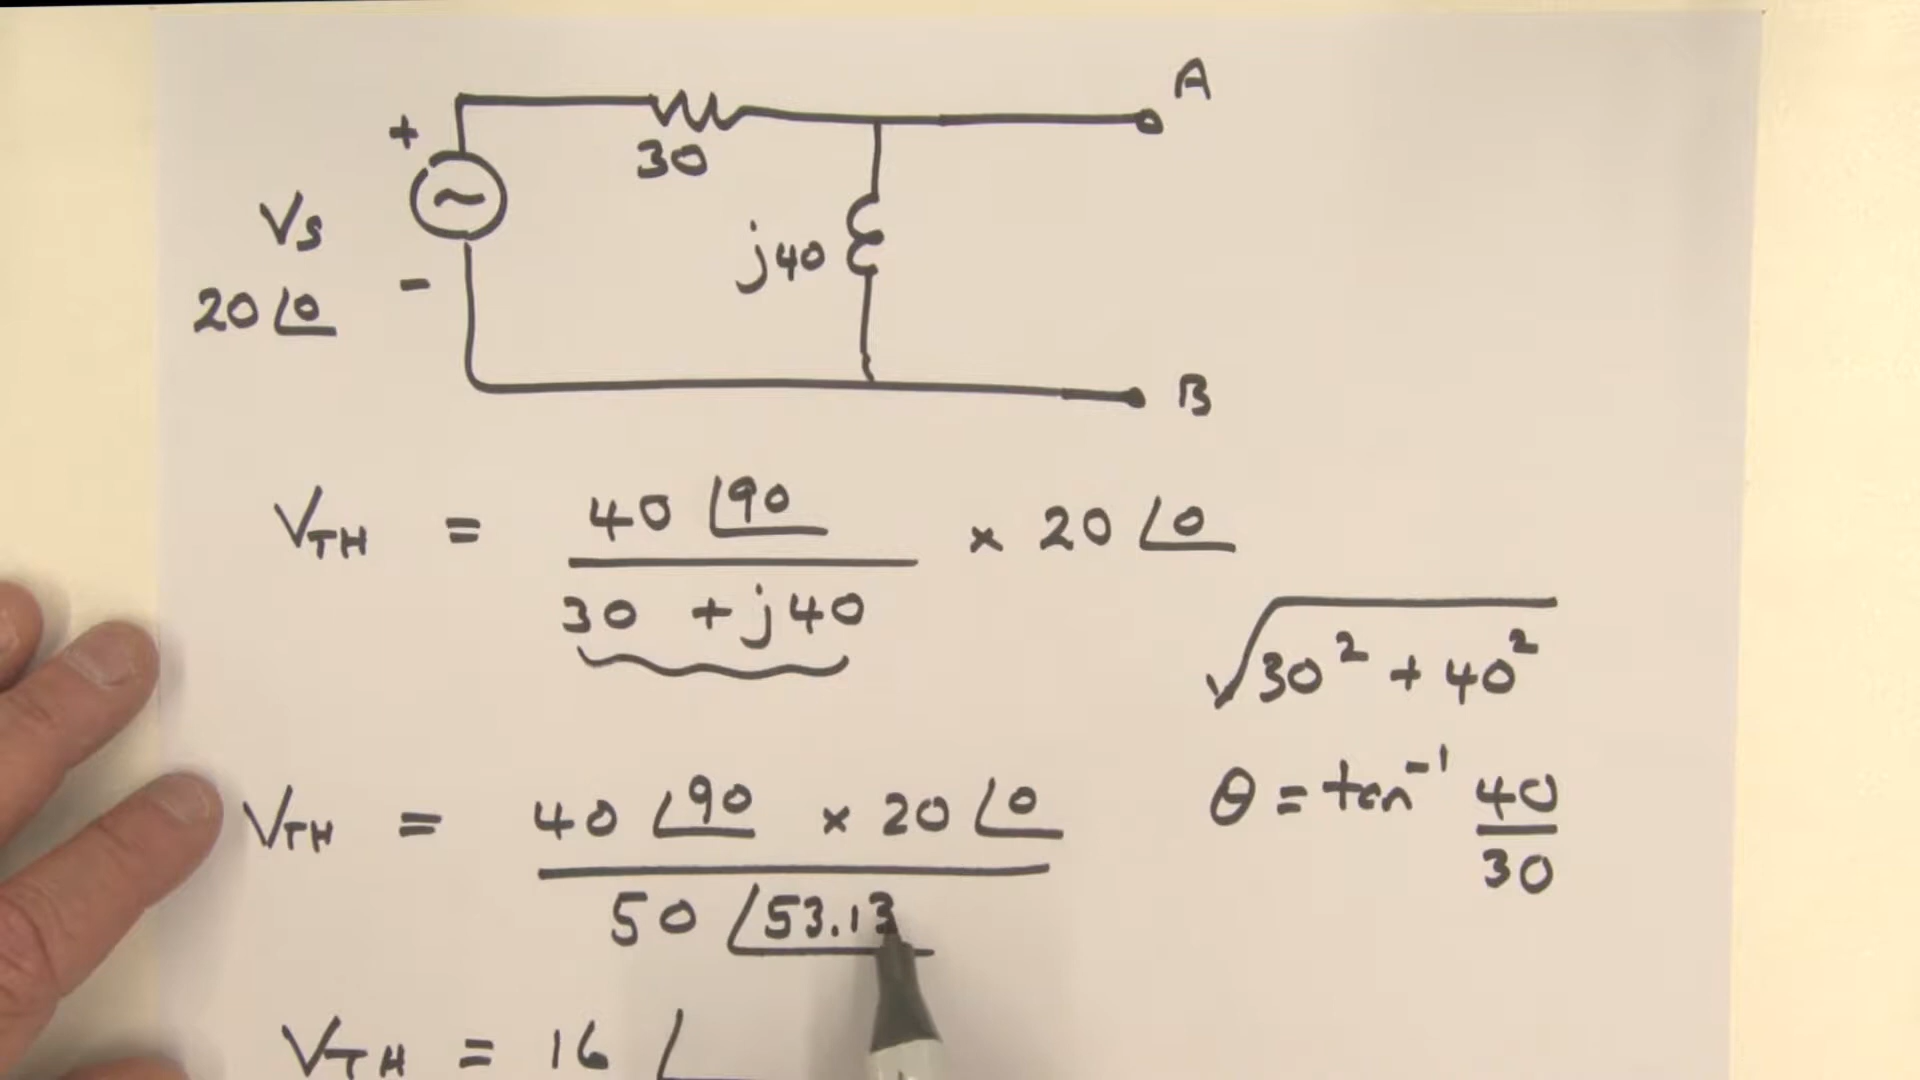 A
+
30
Vs
j40
20∠0
-
B
VTH = 40∠90 / 30 + j40 × 20∠0
√30² + 40²
θ = tan⁻¹ 40/30
VTH = 40∠90 × 20∠0 / 50∠53.13
VTH = 16∠